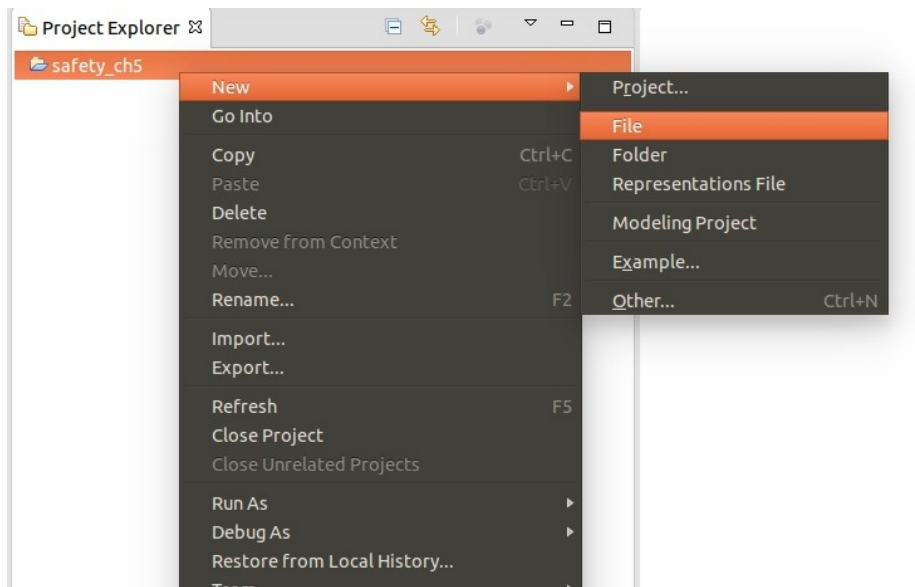 Project Explorer
safety_ch5
New
Go Into
Copy Ctrl+C
Paste Ctrl+V
Delete
Remove from Context
Move...
Rename... F2
Import...
Export...
Refresh F5
Close Project
Close Unrelated Projects
Run As
Debug As
Restore from Local History...
Project...
File
Folder
Representations File
Modeling Project
Example...
Other... Ctrl+N